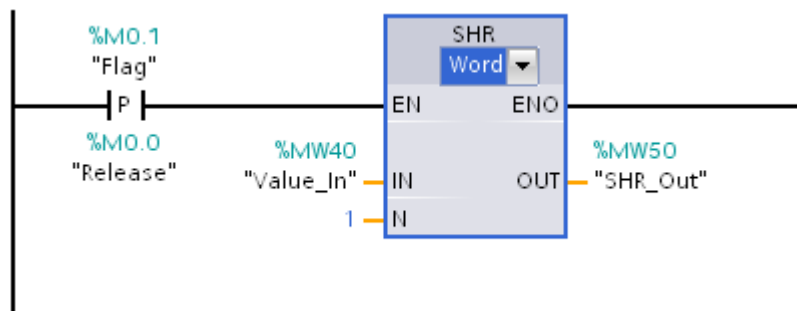 %M0.1
"Flag"
P
%M0.0
"Release"
SHR
Word
EN ENO
%MW40
"Value_In"
IN OUT
%MW50
"SHR_Out"
1 N